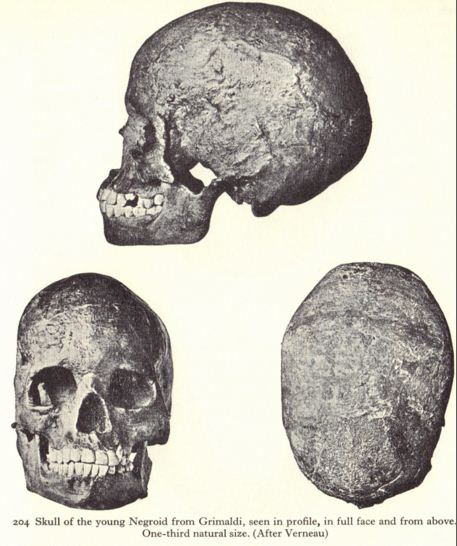 204 Skull of the young Negroid from Grimaldi, seen in profile, in full face and from above.
One-third natural size. (After Verneau)